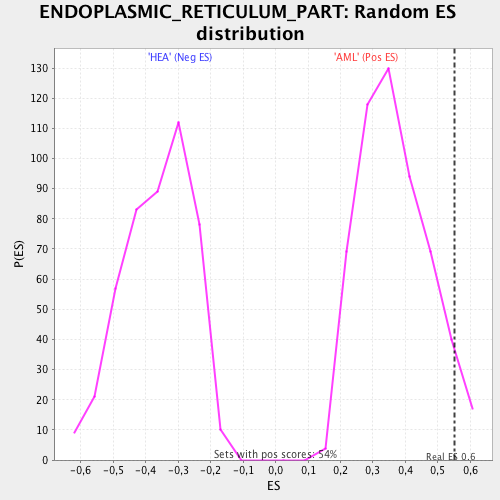 ENDOPLASMIC_RETICULUM_PART: Random ES
distribution
'HEA' (Neg ES) 'AML' (Pos ES)
130
120
110
100
90
80
70
60
50
40
30
20
10
0
P(ES)
Sets with pos scores: 54%
Real ES 0,6
-0,6 -0,5 -0,4 -0,3 -0,2 -0,1 0,0 0,1 0,2 0,3 0,4 0,5 0,6
ES